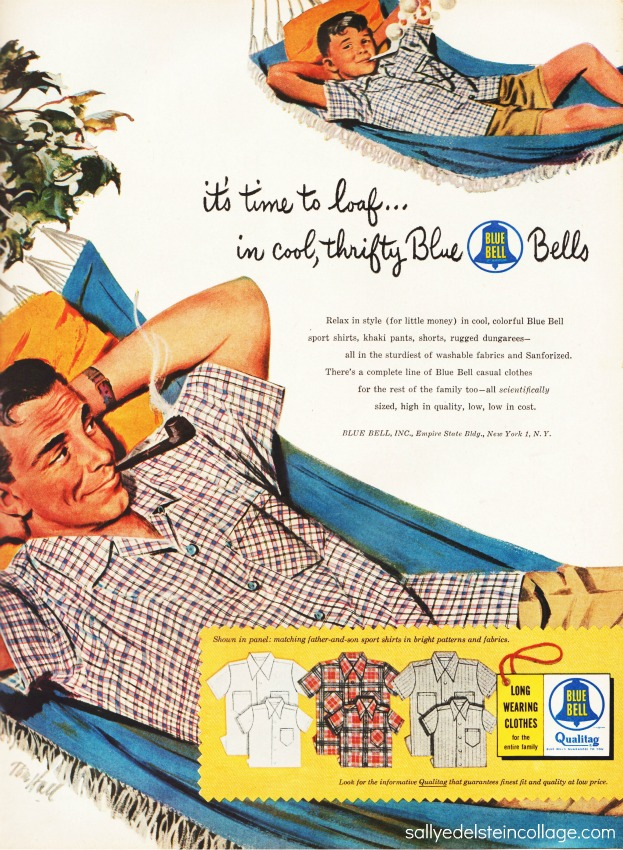 it's time to loaf...
in cool, thrifty Blue BLUE BELL Bells
Relax in style (for little money) in cool, colorful Blue Bell
sport shirts, khaki pants, shorts, rugged dungarees—
all in the sturdiest of washable fabrics and Sanforized.
There's a complete line of Blue Bell casual clothes
for the rest of the family too—all scientifically
sized, high in quality, low, low in cost.
BLUE BELL, INC., Empire State Bldg., New York 1, N. Y.
Shown in panel: matching father-and-son sport shirts in bright patterns and fabrics.
LONG
WEARING
CLOTHES
for the
entire family
BLUE
BELL
Qualitag
Look for the informative Qualitag that guarantees finest fit and quality at low price.
sallyedelsteincollage.com